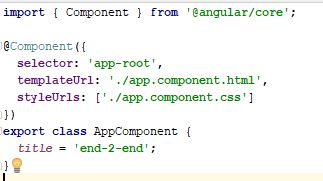 import { Component } from '@angular/core';
@Component({
selector: 'app-root',
templateUrl: './app.component.html',
styleUrls: ['./app.component.css']
})
export class AppComponent {
title = 'end-2-end';
}